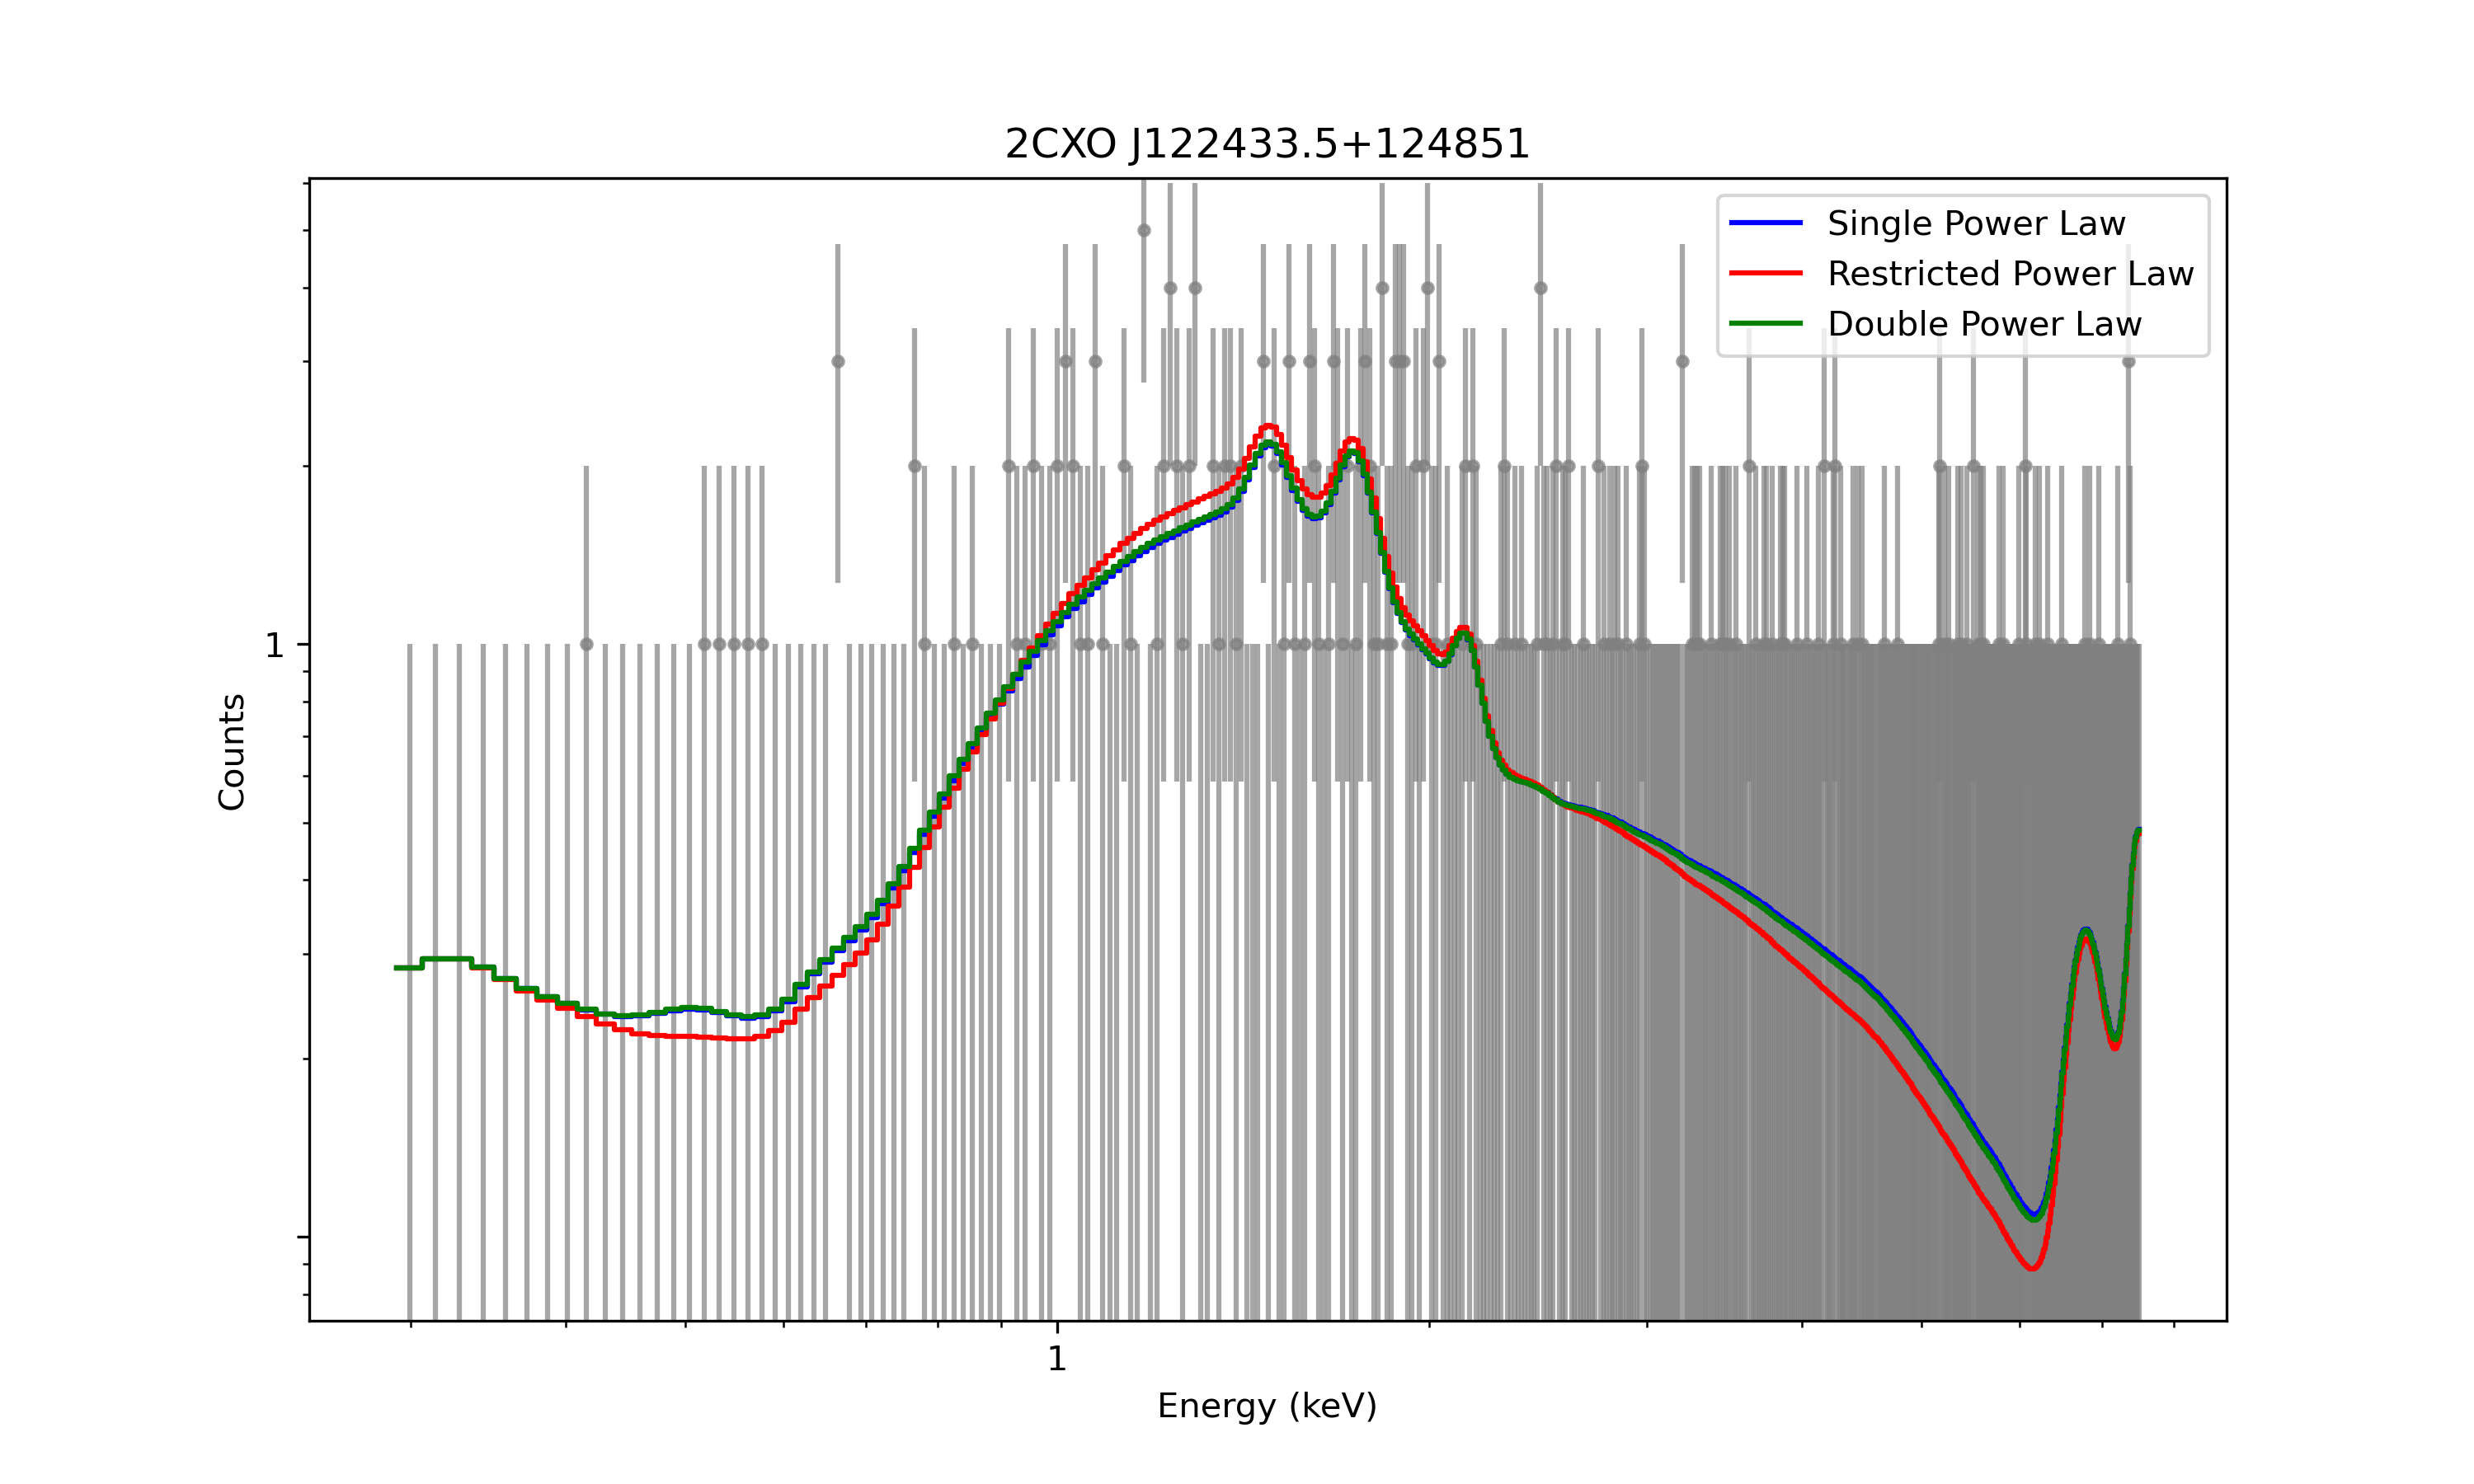 2CXO J122433.5+124851
Single Power Law
Restricted Power Law
Double Power Law
1
Counts
1
Energy (keV)